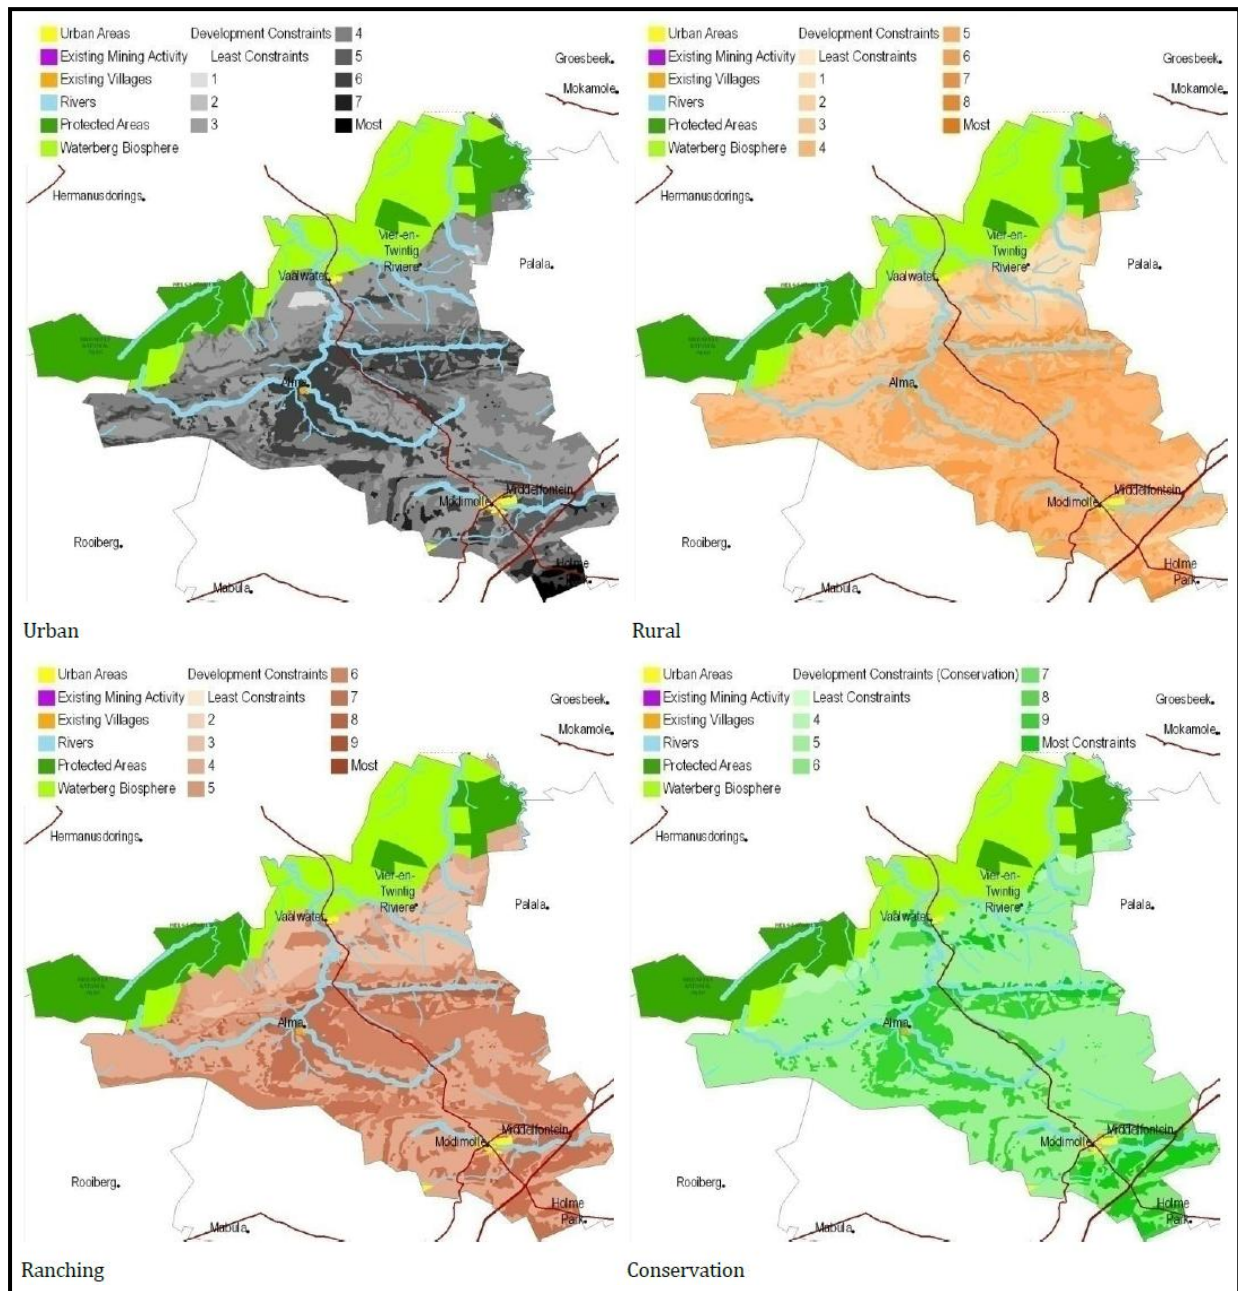 Urban Areas Development Constraints 4
Existing Mining Activity Least Constraints 5
Existing Villages 1 6
Rivers 2 7
Protected Areas 3 Most
Waterberg Biosphere
Groesbeek
Mokamole
Hermanusdorings
Vier-en-
Twintig
Riviere
Vaalwater
Palala
Alma
Modimolle Middelfontein
Rooiberg
Mabula
Holme
Park
Urban
Urban Areas Development Constraints 5
Existing Mining Activity Least Constraints 6
Existing Villages 1 7
Rivers 2 8
Protected Areas 3 Most
Waterberg Biosphere 4
Groesbeek
Mokamole
Hermanusdorings
Vier-en-
Twintig
Riviere
Vaalwater
Palala
Alma
Modimolle Middelfontein
Rooiberg
Mabula
Holme
Park
Rural
Urban Areas Development Constraints 6
Existing Mining Activity Least Constraints 7
Existing Villages 2 8
Rivers 3 9
Protected Areas 4 Most
Waterberg Biosphere 5
Groesbeek
Mokamole
Hermanusdorings
Vier-en-
Twintig
Riviere
Vaalwater
Palala
Alma
Modimolle Middelfontein
Rooiberg
Mabula
Holme
Park
Ranching
Urban Areas Development Constraints (Conservation) 7
Existing Mining Activity Least Constraints 8
Existing Villages 4 9
Rivers 5 Most Constraints
Protected Areas 6
Waterberg Biosphere
Groesbeek
Mokamole
Hermanusdorings
Vier-en-
Twintig
Riviere
Vaalwater
Palala
Alma
Modimolle Middelfontein
Rooiberg
Mabula
Holme
Park
Conservation